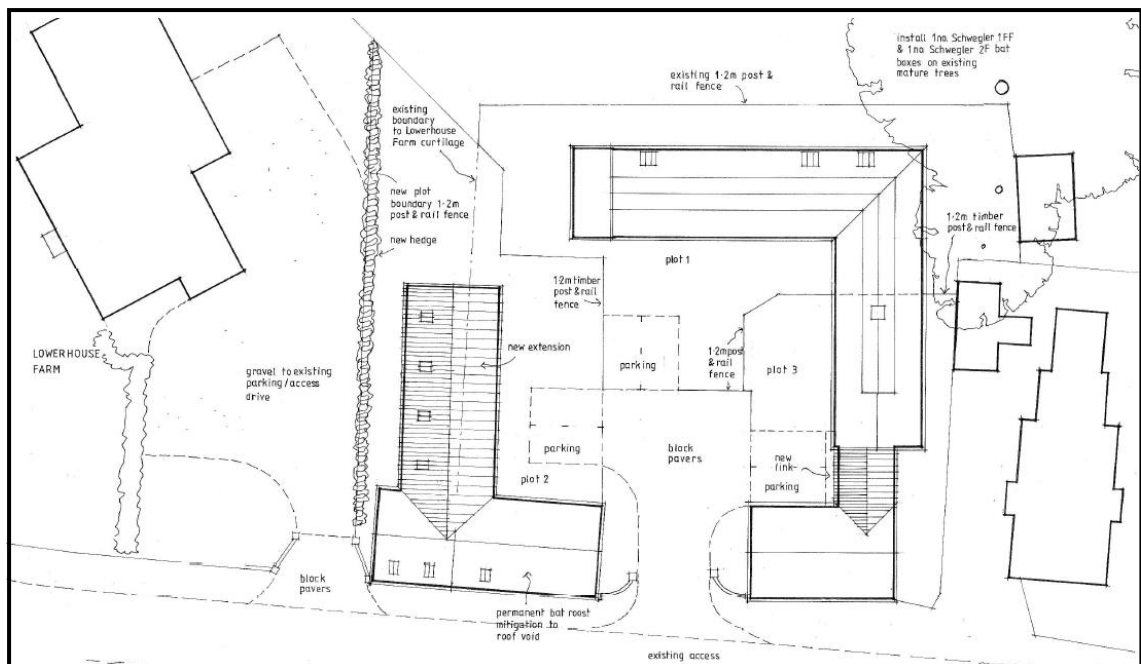 install 1no. Schwegler 1FF
& 1no Schwegler 2F bat
boxes on existing
mature trees
existing 1·2m post &
rail fence
existing
boundary
to Lowerhouse
Farm curtilage
new plot
boundary 1·2m
post & rail fence
new hedge
1·2m timber
post & rail fence
plot 1
1·2m timber
post & rail
fence
new extension
parking
1·2m post
& rail
fence
plot 3
LOWERHOUSE
FARM
gravel to existing
parking/access
drive
parking
block
pavers
new
link
parking
plot 2
block
pavers
permanent bat roost
mitigation to
roof void
existing access